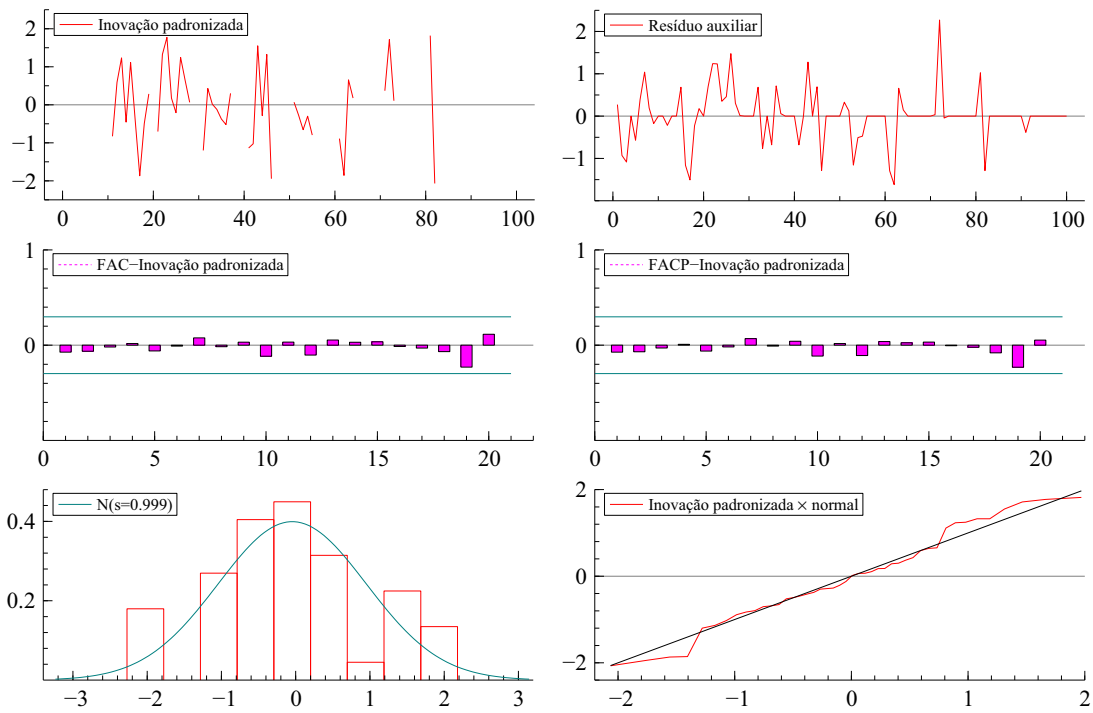 2
1
0
−1
−2
Inovação padronizada
0 20 40 60 80 100
2
1
0
−1
Resíduo auxiliar
0 20 40 60 80 100
1
0
FAC−Inovação padronizada
0 5 10 15 20
1
0
FACP−Inovação padronizada
0 5 10 15 20
0.4
0.2
N(s=0.999)
−3 −2 −1 0 1 2 3
2
0
−2
Inovação padronizada × normal
−2 −1 0 1 2